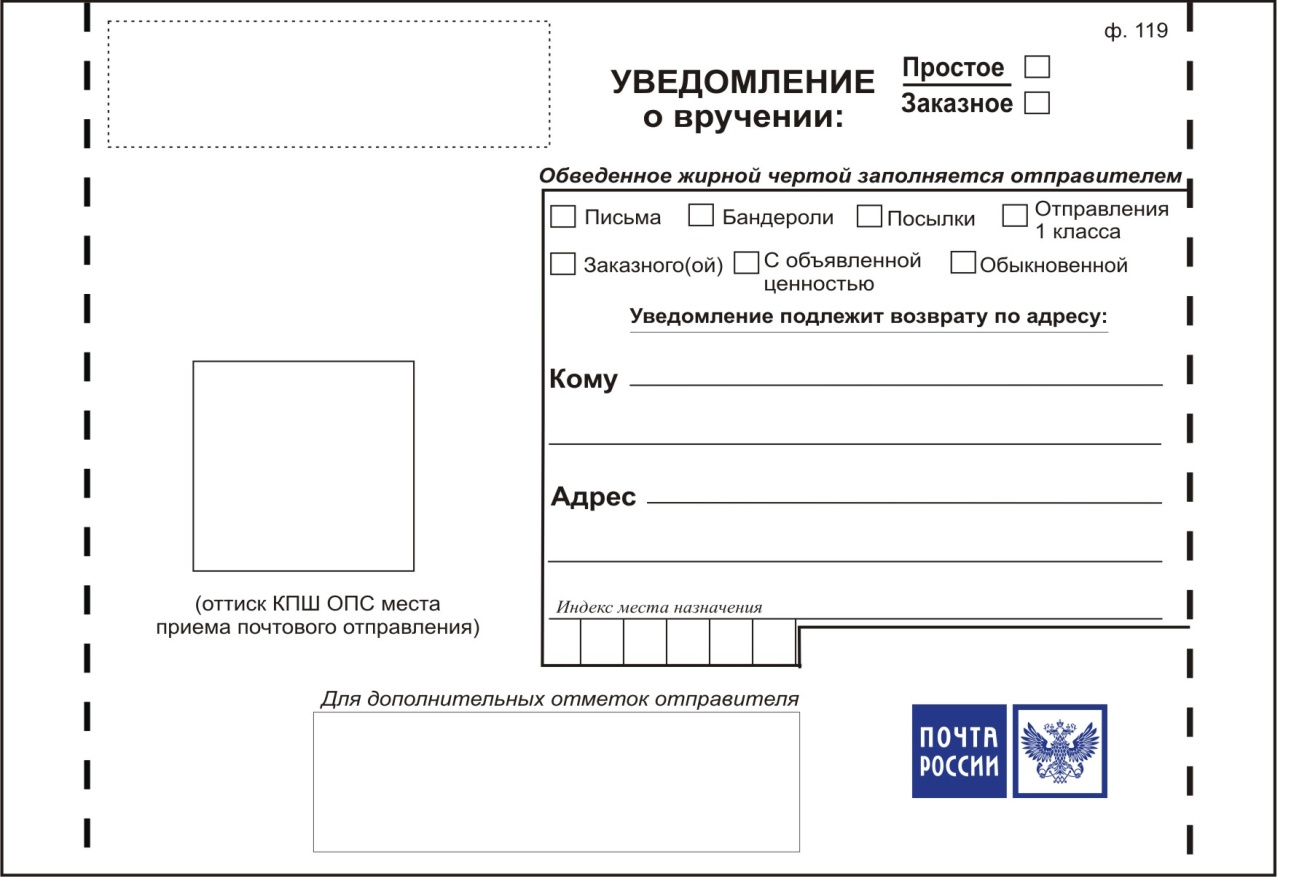 ф. 119
УВЕДОМЛЕНИЕ
о вручении:
Простое
Заказное
Обведенное жирной чертой заполняется отправителем
Письма Бандероли Посылки Отправления
1 класса
Заказного(ой) С объявленной
ценностью Обыкновенной
Уведомление подлежит возврату по адресу:
Кому
Адрес
Индекс места назначения
(оттиск КПШ ОПС места
приема почтового отправления)
Для дополнительных отметок отправителя
ПОЧТА
РОССИИ